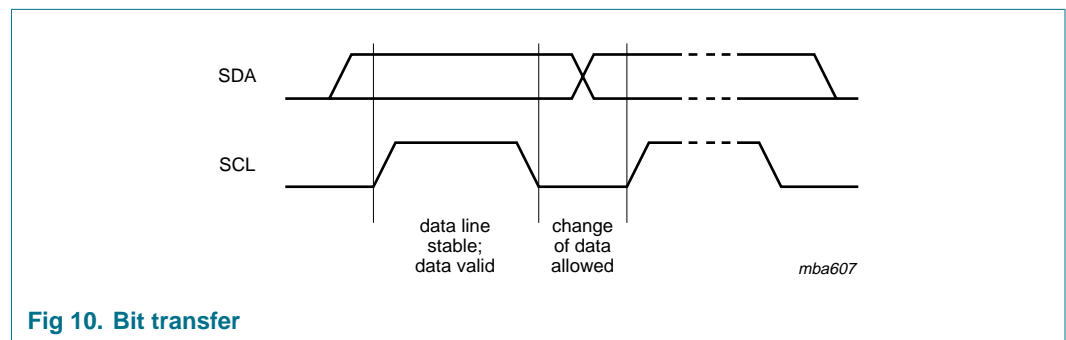 SDA
SCL
data line
stable;
data valid
change
of data
allowed
mba607
Fig 10. Bit transfer